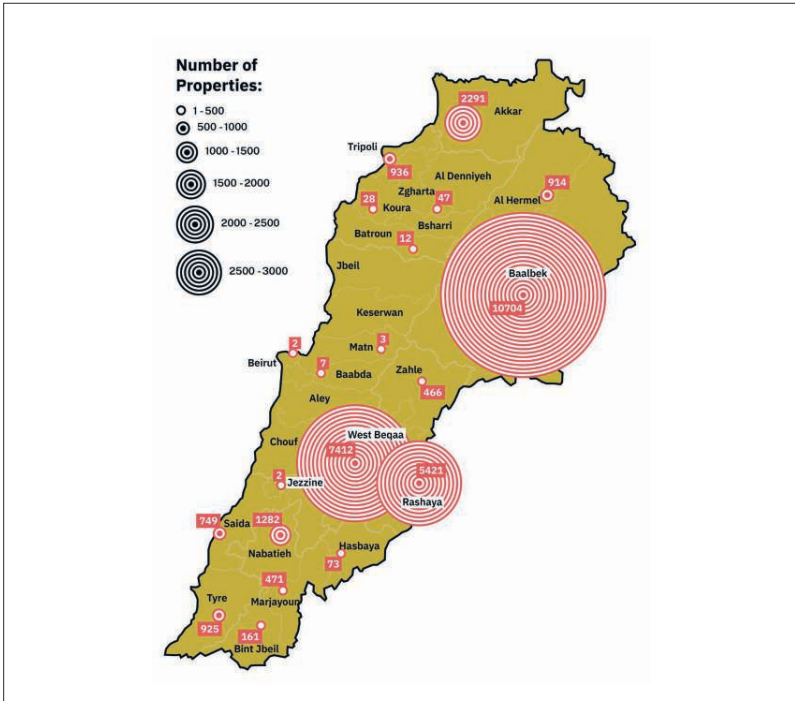 Number of
Properties:
1 - 500
500 - 1000
1000 - 1500
1500 - 2000
2000 - 2500
2500 - 3000
2291
Akkar
Tripoli
936
Al Denniyeh
Zgharta
914
28
Koura
47
Al Hermel
Bsharri
Batroun
12
Jbeil
Baalbek
10704
Keserwan
2
Matn
3
Beirut
7
Baabda
Zahle
466
Aley
Chouf
West Beqaa
7412
5421
2
Jezzine
Rashaya
749
Saida
1282
Nabatieh
Hasbaya
73
471
Tyre
Marjayoun
925
161
Bint Jbeil